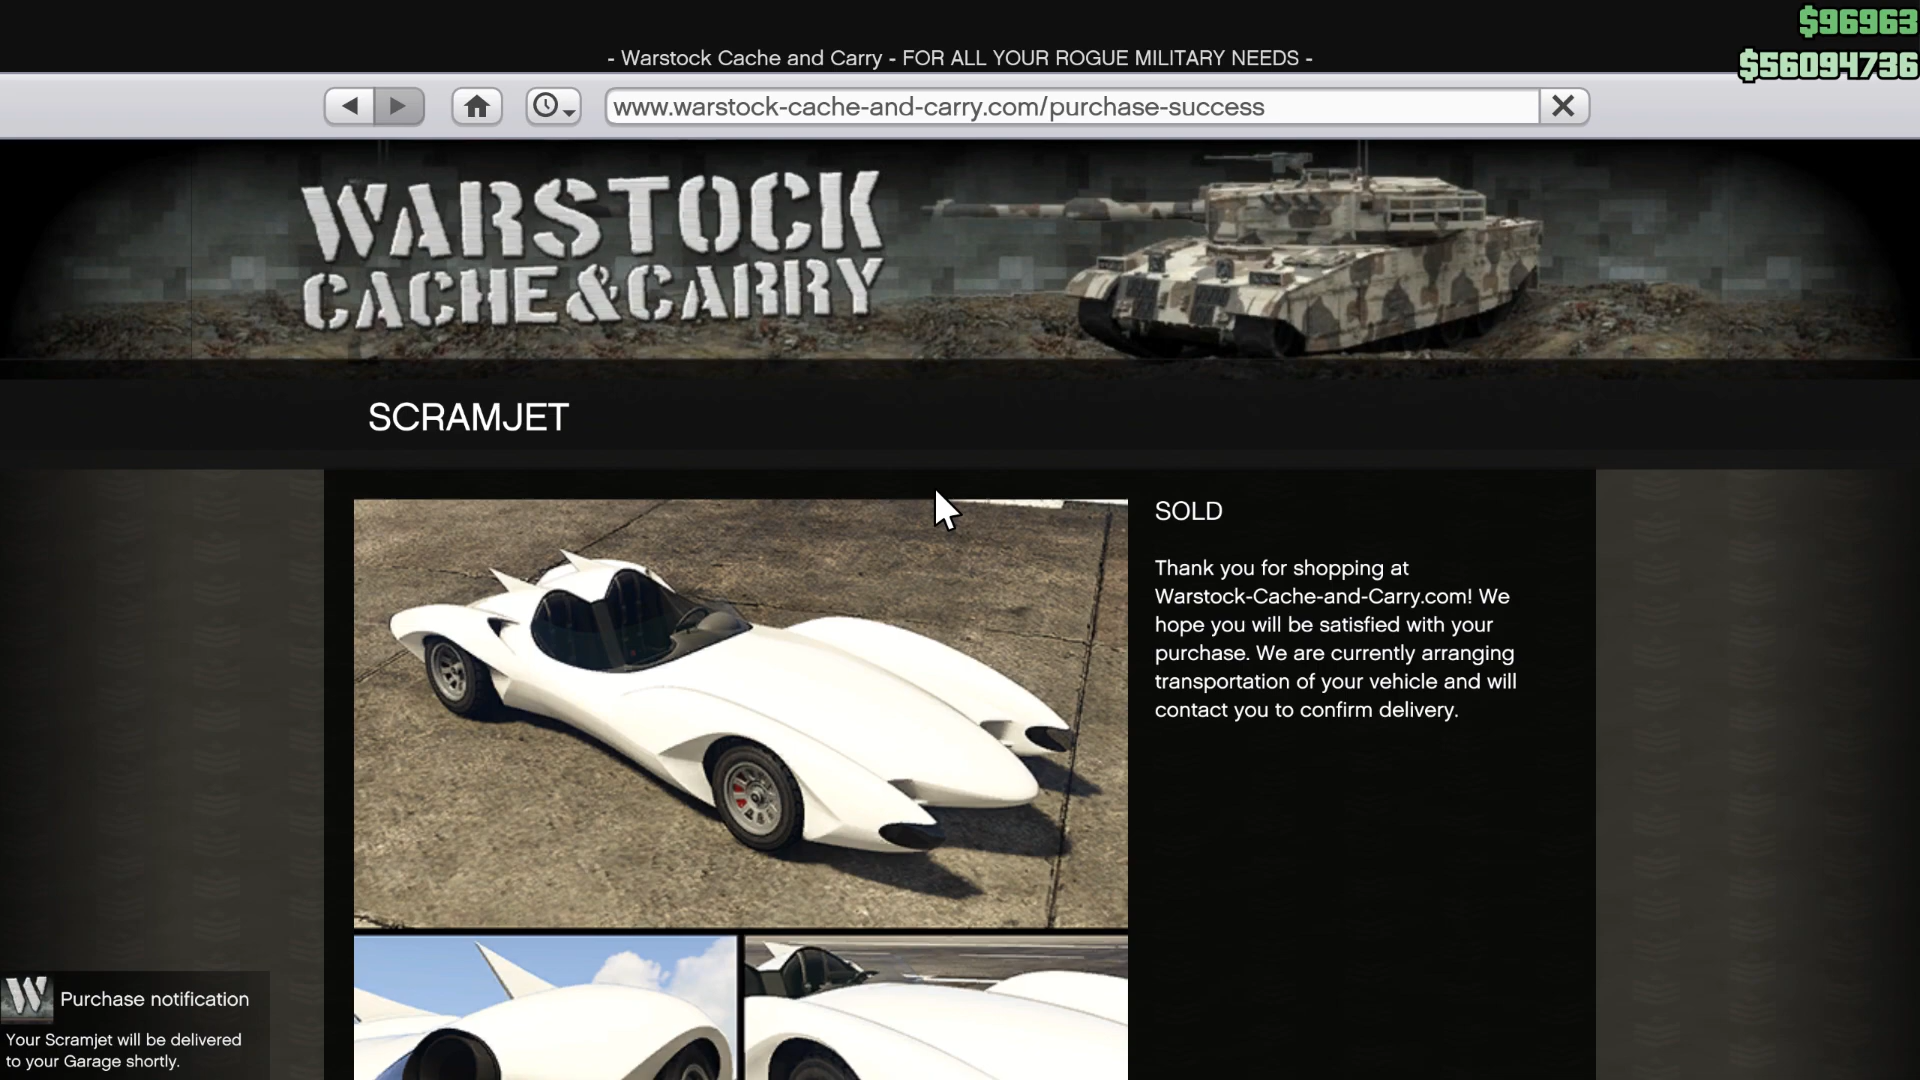 $96963
- Warstock Cache and Carry - FOR ALL YOUR ROGUE MILITARY NEEDS -
$56094736
www.warstock-cache-and-carry.com/purchase-success
WARSTOCK
CACHE&CARRY
SCRAMJET
SOLD
Thank you for shopping at
Warstock-Cache-and-Carry.com! We
hope you will be satisfied with your
purchase. We are currently arranging
transportation of your vehicle and will
contact you to confirm delivery.
W
Purchase notification
Your Scramjet will be delivered
to your Garage shortly.